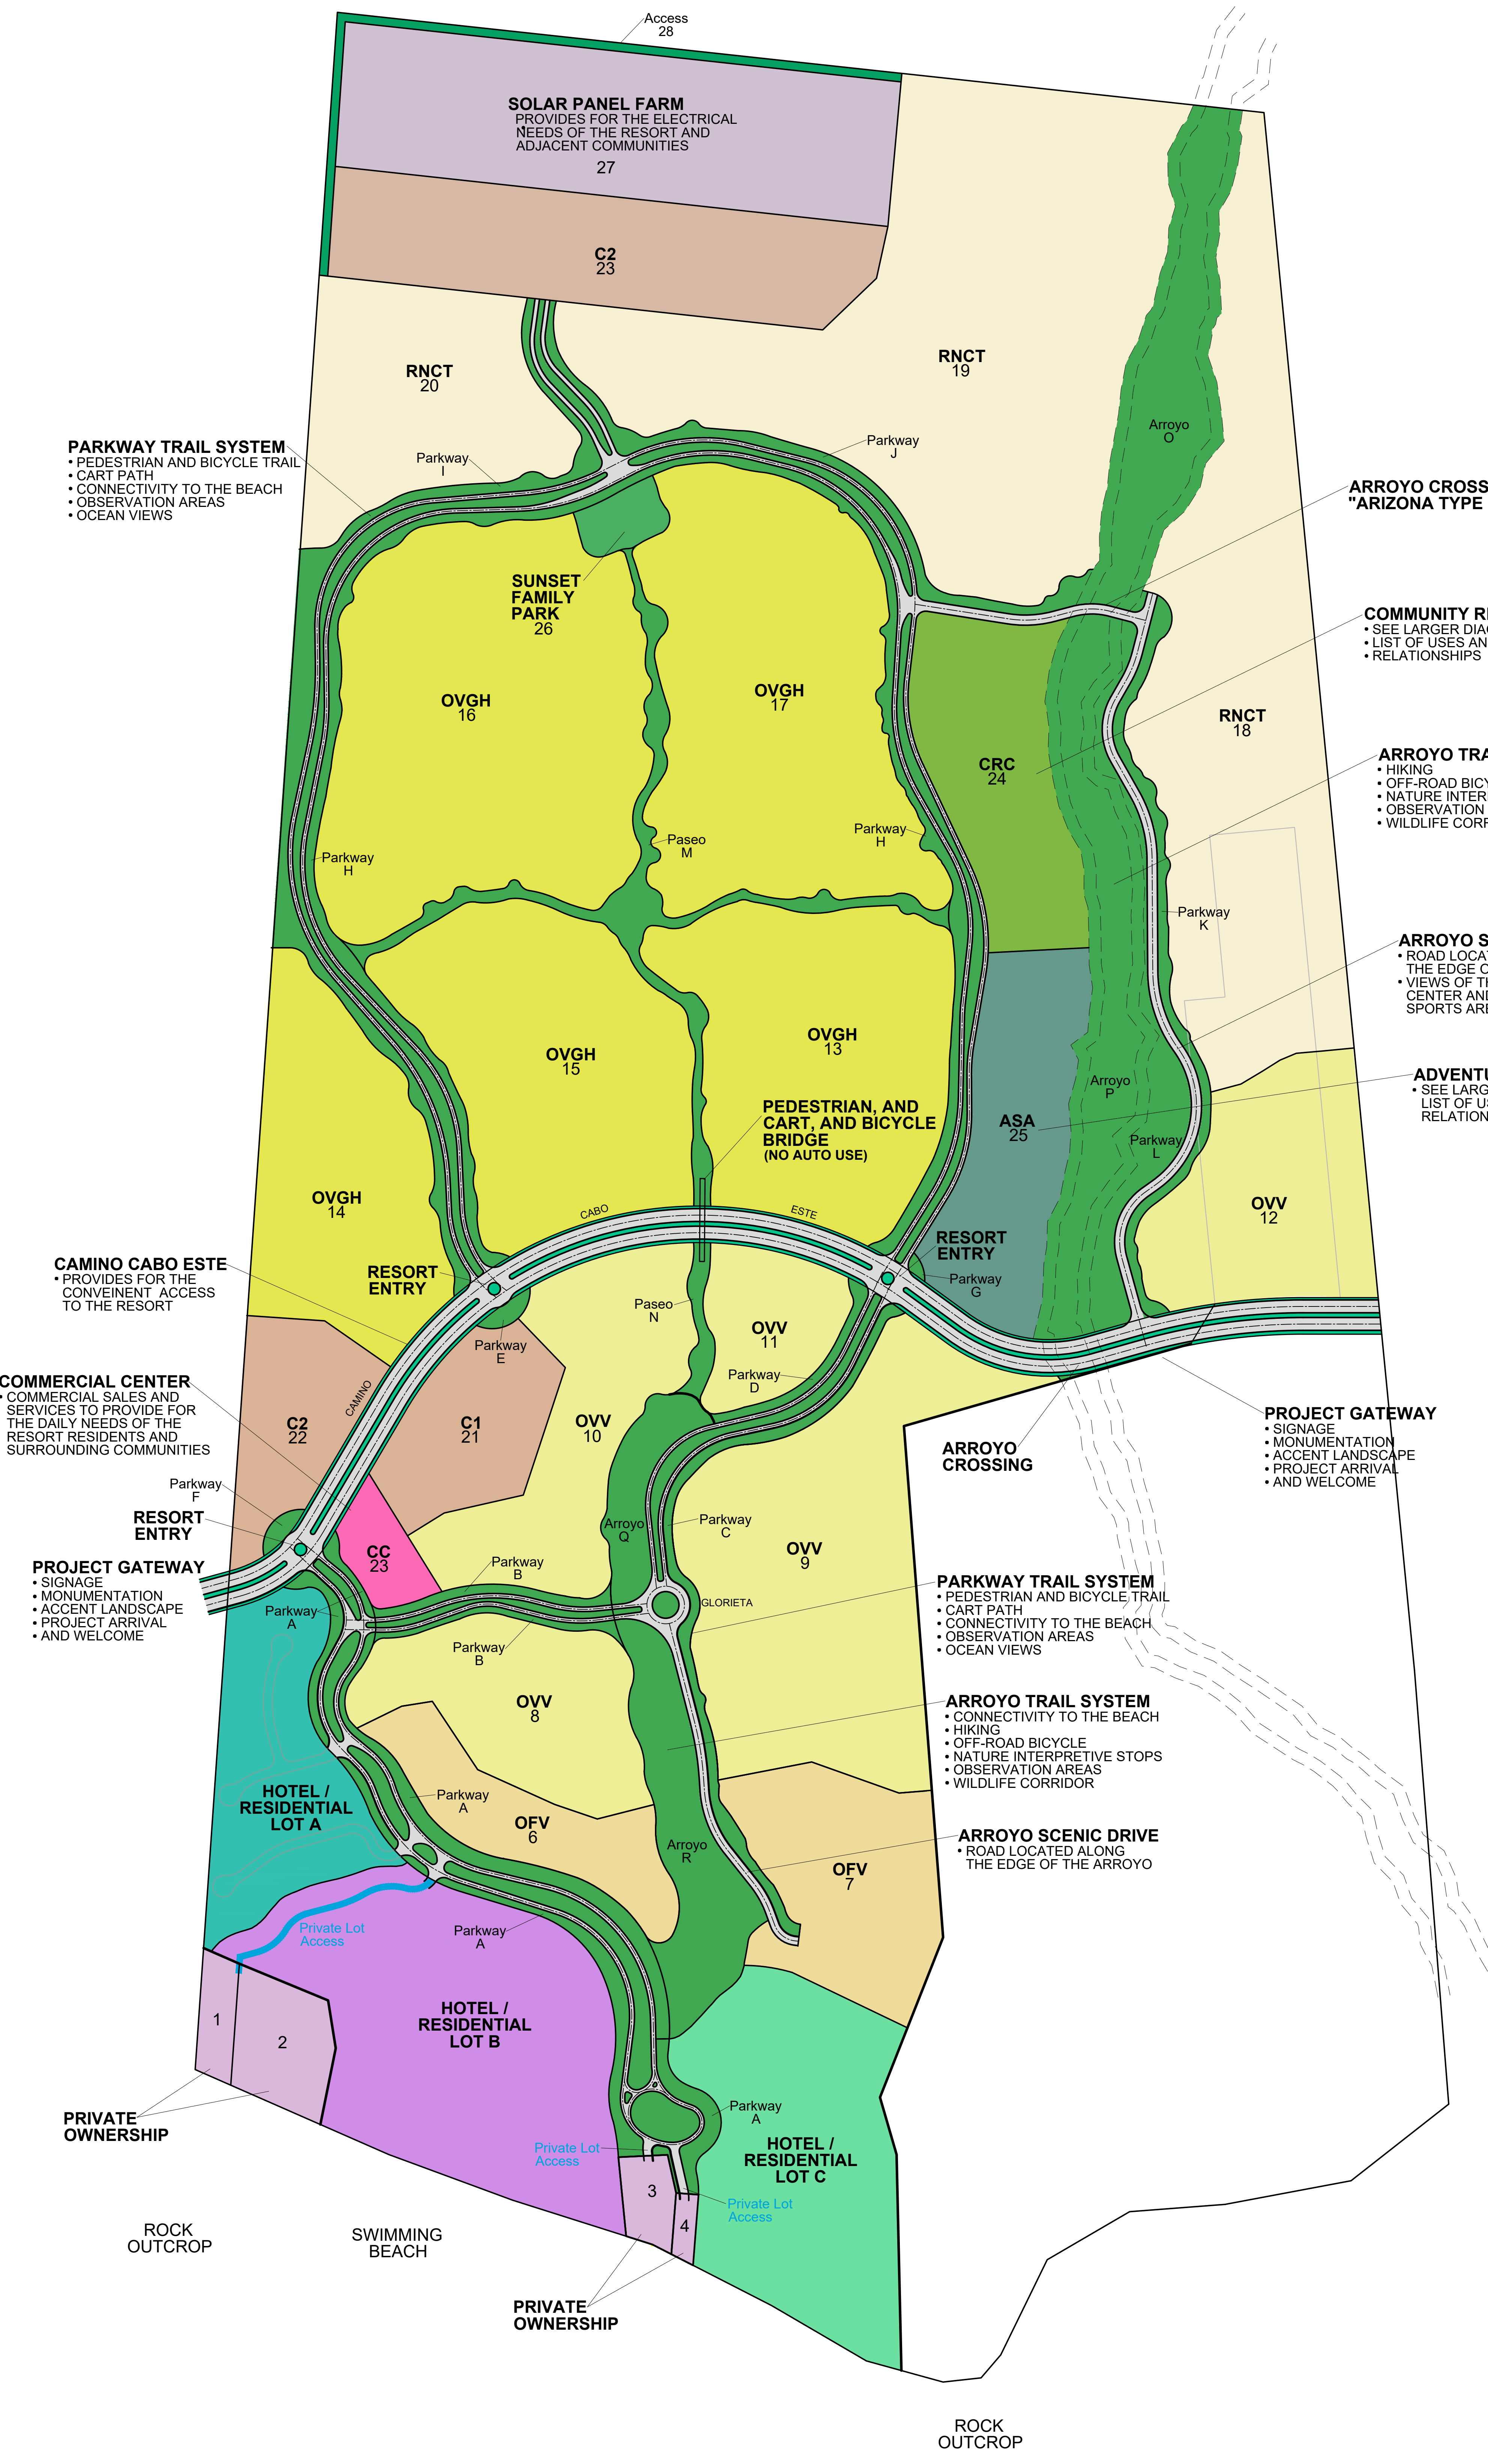 Access
28
SOLAR PANEL FARM
PROVIDES FOR THE ELECTRICAL
NEEDS OF THE RESORT AND
ADJACENT COMMUNITIES
27
C2
23
RNCT
20
RNCT
19
Arroyo
O
Parkway
J
Parkway
I
PARKWAY TRAIL SYSTEM
• PEDESTRIAN AND BICYCLE TRAIL
• CART PATH
• CONNECTIVITY TO THE BEACH
• OBSERVATION AREAS
• OCEAN VIEWS
ARROYO CROSS
"ARIZONA TYPE
SUNSET
FAMILY
PARK
26
COMMUNITY R
• SEE LARGER DIA
• LIST OF USES AN
• RELATIONSHIPS
OVGH
16
OVGH
17
RNCT
18
CRC
24
ARROYO TRA
• HIKING
• OFF-ROAD BICY
• NATURE INTER
• OBSERVATION
• WILDLIFE CORR
Parkway
H
Paseo
M
Parkway
H
Parkway
K
ARROYO S
• ROAD LOCAT
THE EDGE O
• VIEWS OF TH
CENTER AND
SPORTS ARE
OVGH
15
OVGH
13
Arroyo
P
ADVENTU
• SEE LARG
LIST OF U
RELATION
PEDESTRIAN, AND
CART, AND BICYCLE
BRIDGE
(NO AUTO USE)
ASA
25
Parkway
L
OVGH
14
OVV
12
CABO
ESTE
RESORT
ENTRY
CAMINO CABO ESTE
• PROVIDES FOR THE
CONVEINENT ACCESS
TO THE RESORT
RESORT
ENTRY
Parkway
G
Paseo
N
OVV
11
Parkway
E
Parkway
D
COMMERCIAL CENTER
• COMMERCIAL SALES AND
SERVICES TO PROVIDE FOR
THE DAILY NEEDS OF THE
RESORT RESIDENTS AND
SURROUNDING COMMUNITIES
CAMINO
C2
22
C1
21
OVV
10
PROJECT GATEWAY
• SIGNAGE
• MONUMENTATION
• ACCENT LANDSCAPE
• PROJECT ARRIVAL
• AND WELCOME
ARROYO
CROSSING
Parkway
F
RESORT
ENTRY
Arroyo
Q
Parkway
C
OVV
9
CC
23
PROJECT GATEWAY
• SIGNAGE
• MONUMENTATION
• ACCENT LANDSCAPE
• PROJECT ARRIVAL
• AND WELCOME
Parkway
B
GLORIETA
PARKWAY TRAIL SYSTEM
• PEDESTRIAN AND BICYCLE TRAIL
• CART PATH
• CONNECTIVITY TO THE BEACH
• OBSERVATION AREAS
• OCEAN VIEWS
Parkway
A
Parkway
B
OVV
8
ARROYO TRAIL SYSTEM
• CONNECTIVITY TO THE BEACH
• HIKING
• OFF-ROAD BICYCLE
• NATURE INTERPRETIVE STOPS
• OBSERVATION AREAS
• WILDLIFE CORRIDOR
HOTEL /
RESIDENTIAL
LOT A
Parkway
A
OFV
6
Arroyo
R
OFV
7
ARROYO SCENIC DRIVE
• ROAD LOCATED ALONG
THE EDGE OF THE ARROYO
Private Lot
Access
Parkway
A
1
2
HOTEL /
RESIDENTIAL
LOT B
PRIVATE
OWNERSHIP
Parkway
A
Private Lot
Access
HOTEL /
RESIDENTIAL
LOT C
3
Private Lot
Access
4
ROCK
OUTCROP
SWIMMING
BEACH
PRIVATE
OWNERSHIP
ROCK
OUTCROP